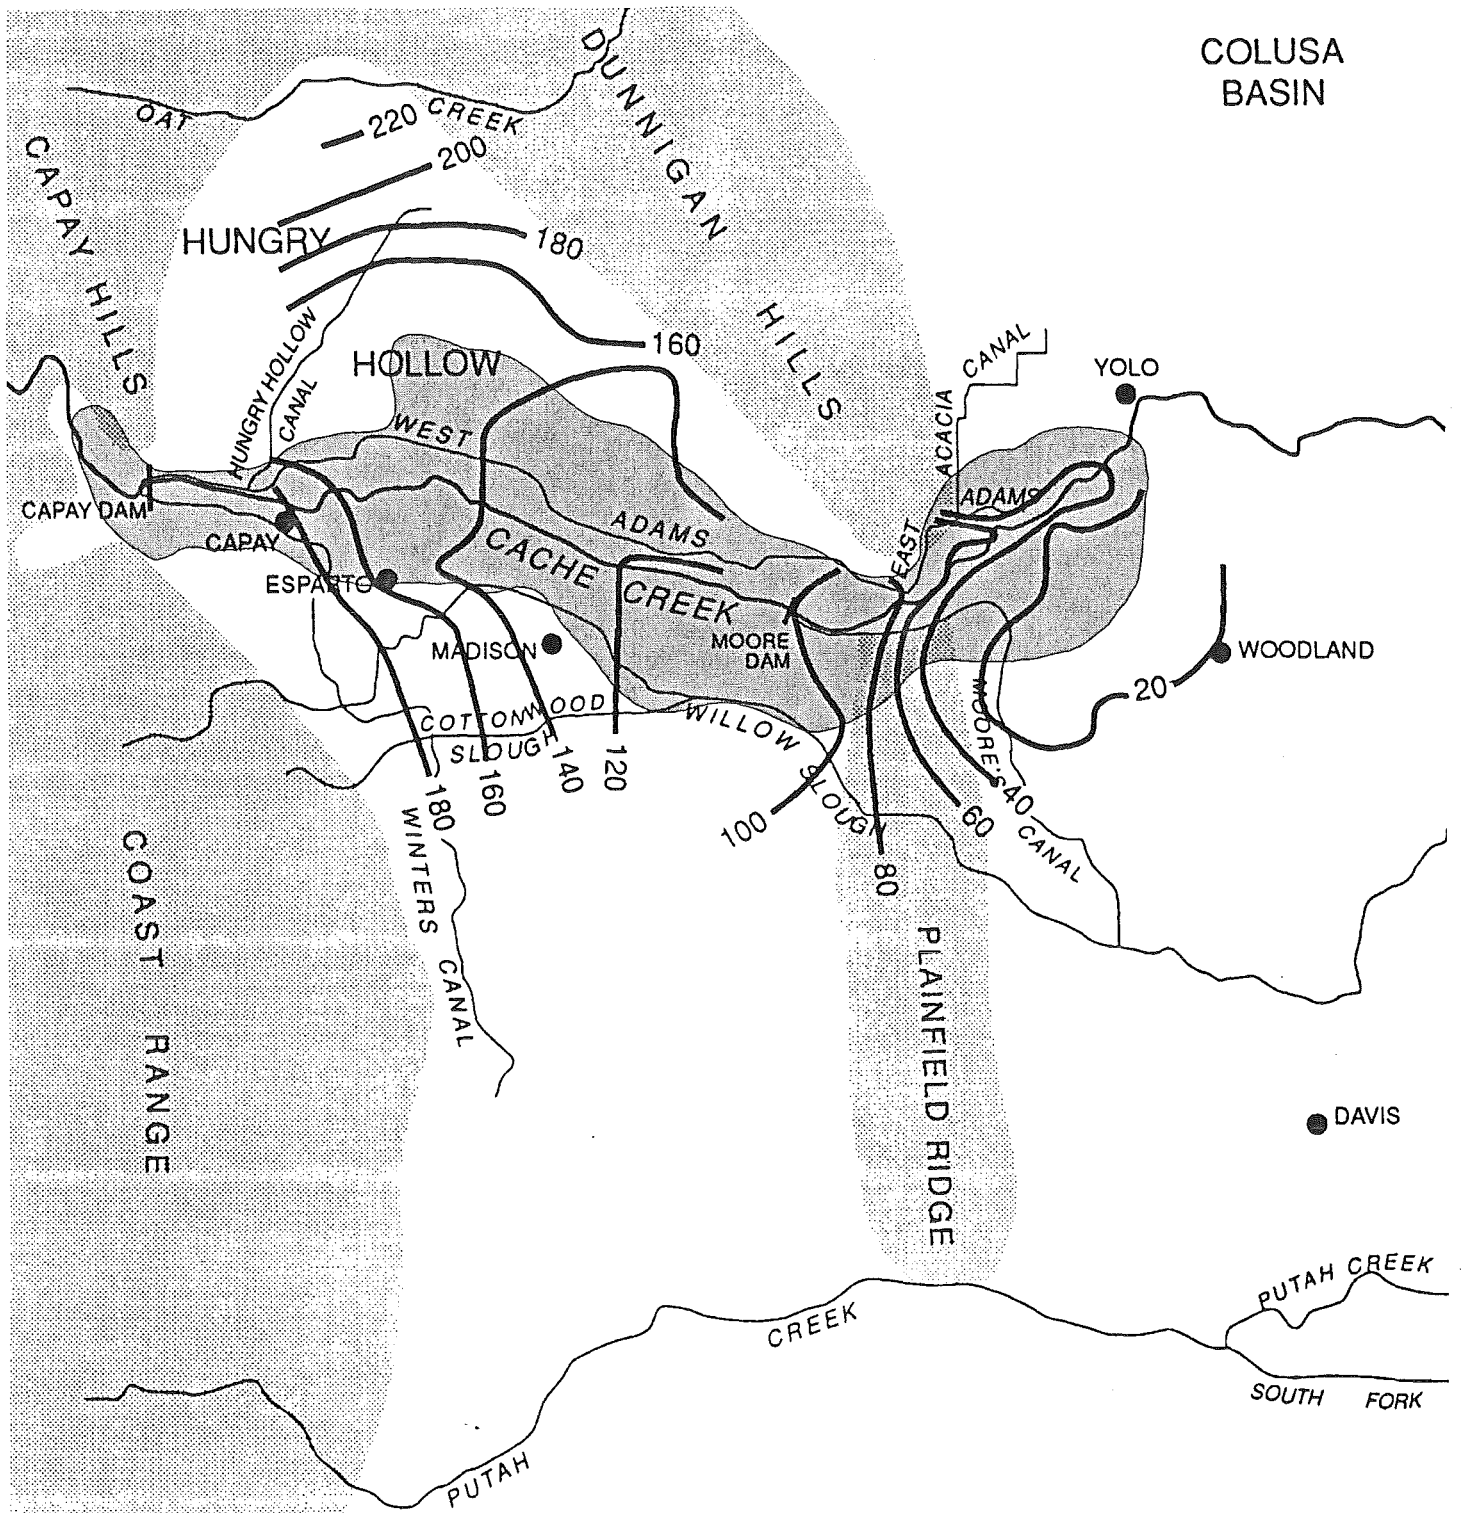 COLUSA
BASIN
DUNNIGAN
HILLS
OAT
CREEK
220
200
CAPAY
HILLS
HUNGRY
HOLLOW
180
160
HUNGRY HOLLOW
CANAL
CANAL
ACACIA
YOLO
WEST
ADAMS
EAST
ADAMS
CAPAY DAM
CAPAY
ESPARTO
MADISON
CACHE
CREEK
MOORE
DAM
WOODLAND
20
COTTONWOOD
SLOUGH
WILLOW
SLOUGH
MOORE'S
CANAL
180
160
140
120
100
80
60
40
WINTERS
CANAL
COAST
RANGE
PLAINFIELD RIDGE
DAVIS
PUTAH CREEK
SOUTH FORK
CREEK
PUTAH